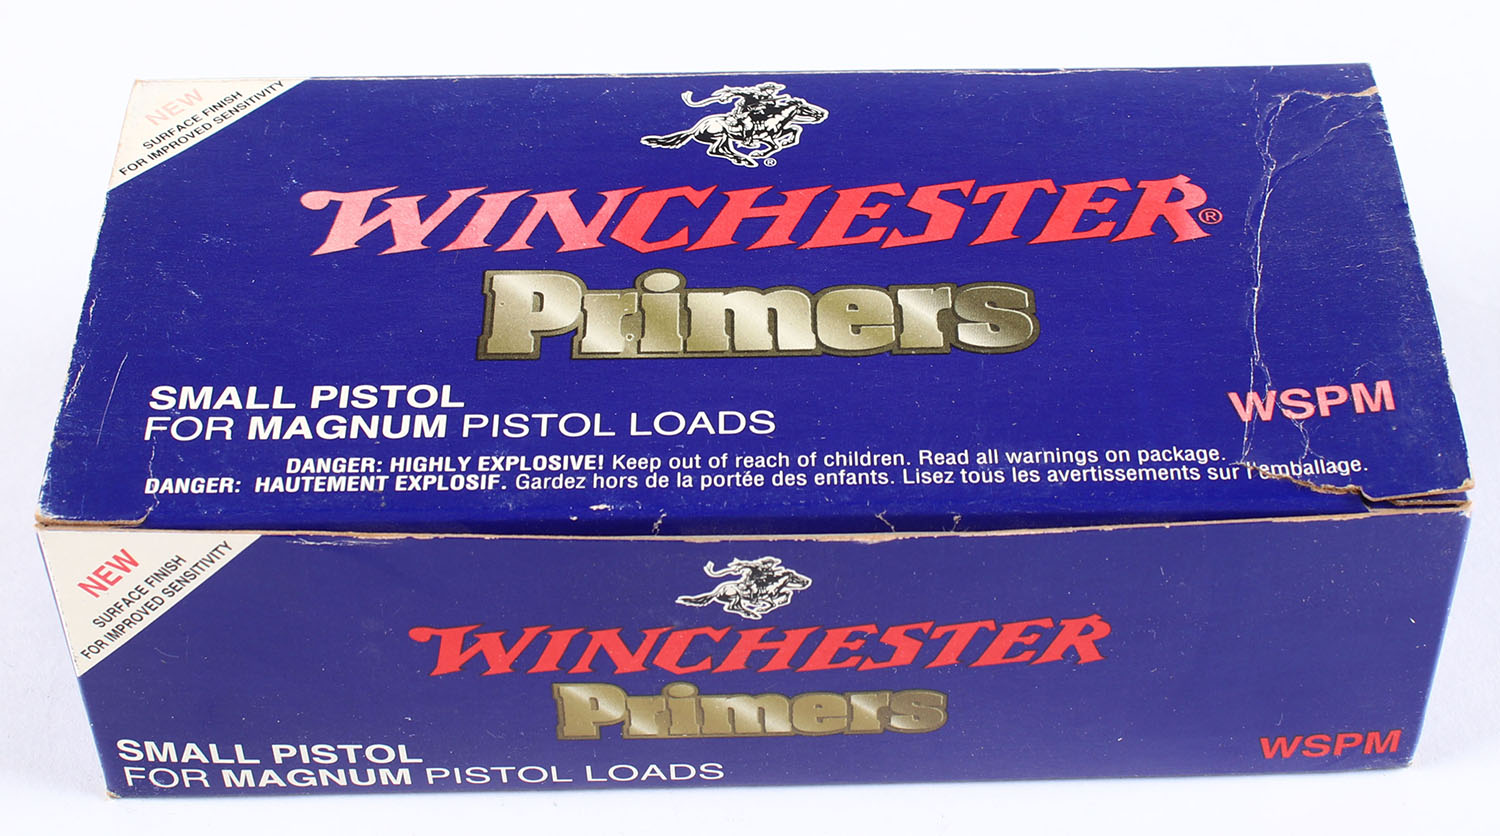 NEW
SURFACE FINISH
FOR IMPROVED SENSITIVITY
WINCHESTER®
Primers
SMALL PISTOL
FOR MAGNUM PISTOL LOADS
WSPM
DANGER: HIGHLY EXPLOSIVE! Keep out of reach of children. Read all warnings on package.
DANGER: HAUTEMENT EXPLOSIF. Gardez hors de la portée des enfants. Lisez tous les avertissements sur l'emballage.
NEW
SURFACE FINISH
FOR IMPROVED SENSITIVITY
WINCHESTER
Primers
SMALL PISTOL
FOR MAGNUM PISTOL LOADS
WSPM